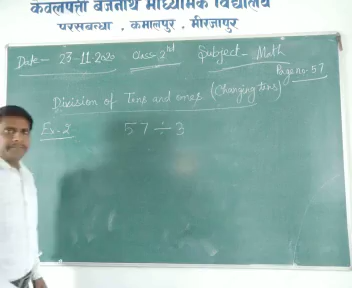 केवलपत्ती बैजनाथ माध्यमिक विद्यालय
परसबन्धा , कमालपुर , मीरजापुर
Date- 23-11-2020 Class-2nd Subject- Math
Page no. 57
Division of Tens and ones (Changing tens)
Ex.2 57÷3